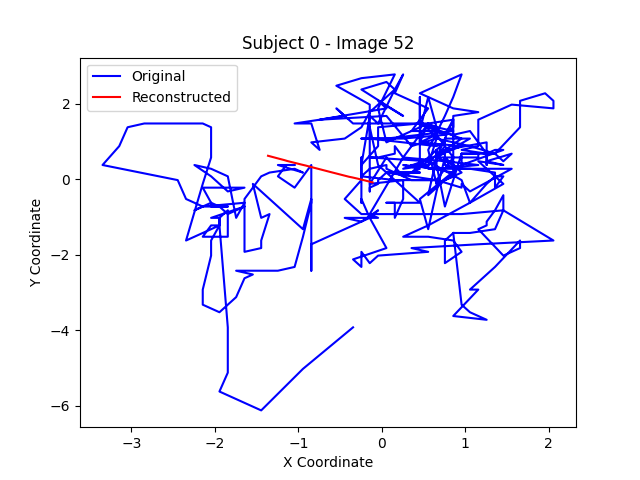 Subject 0 - Image 52
Original
Reconstructed
Y Coordinate
2
0
−2
−4
−6
−3 −2 −1 0 1 2
X Coordinate